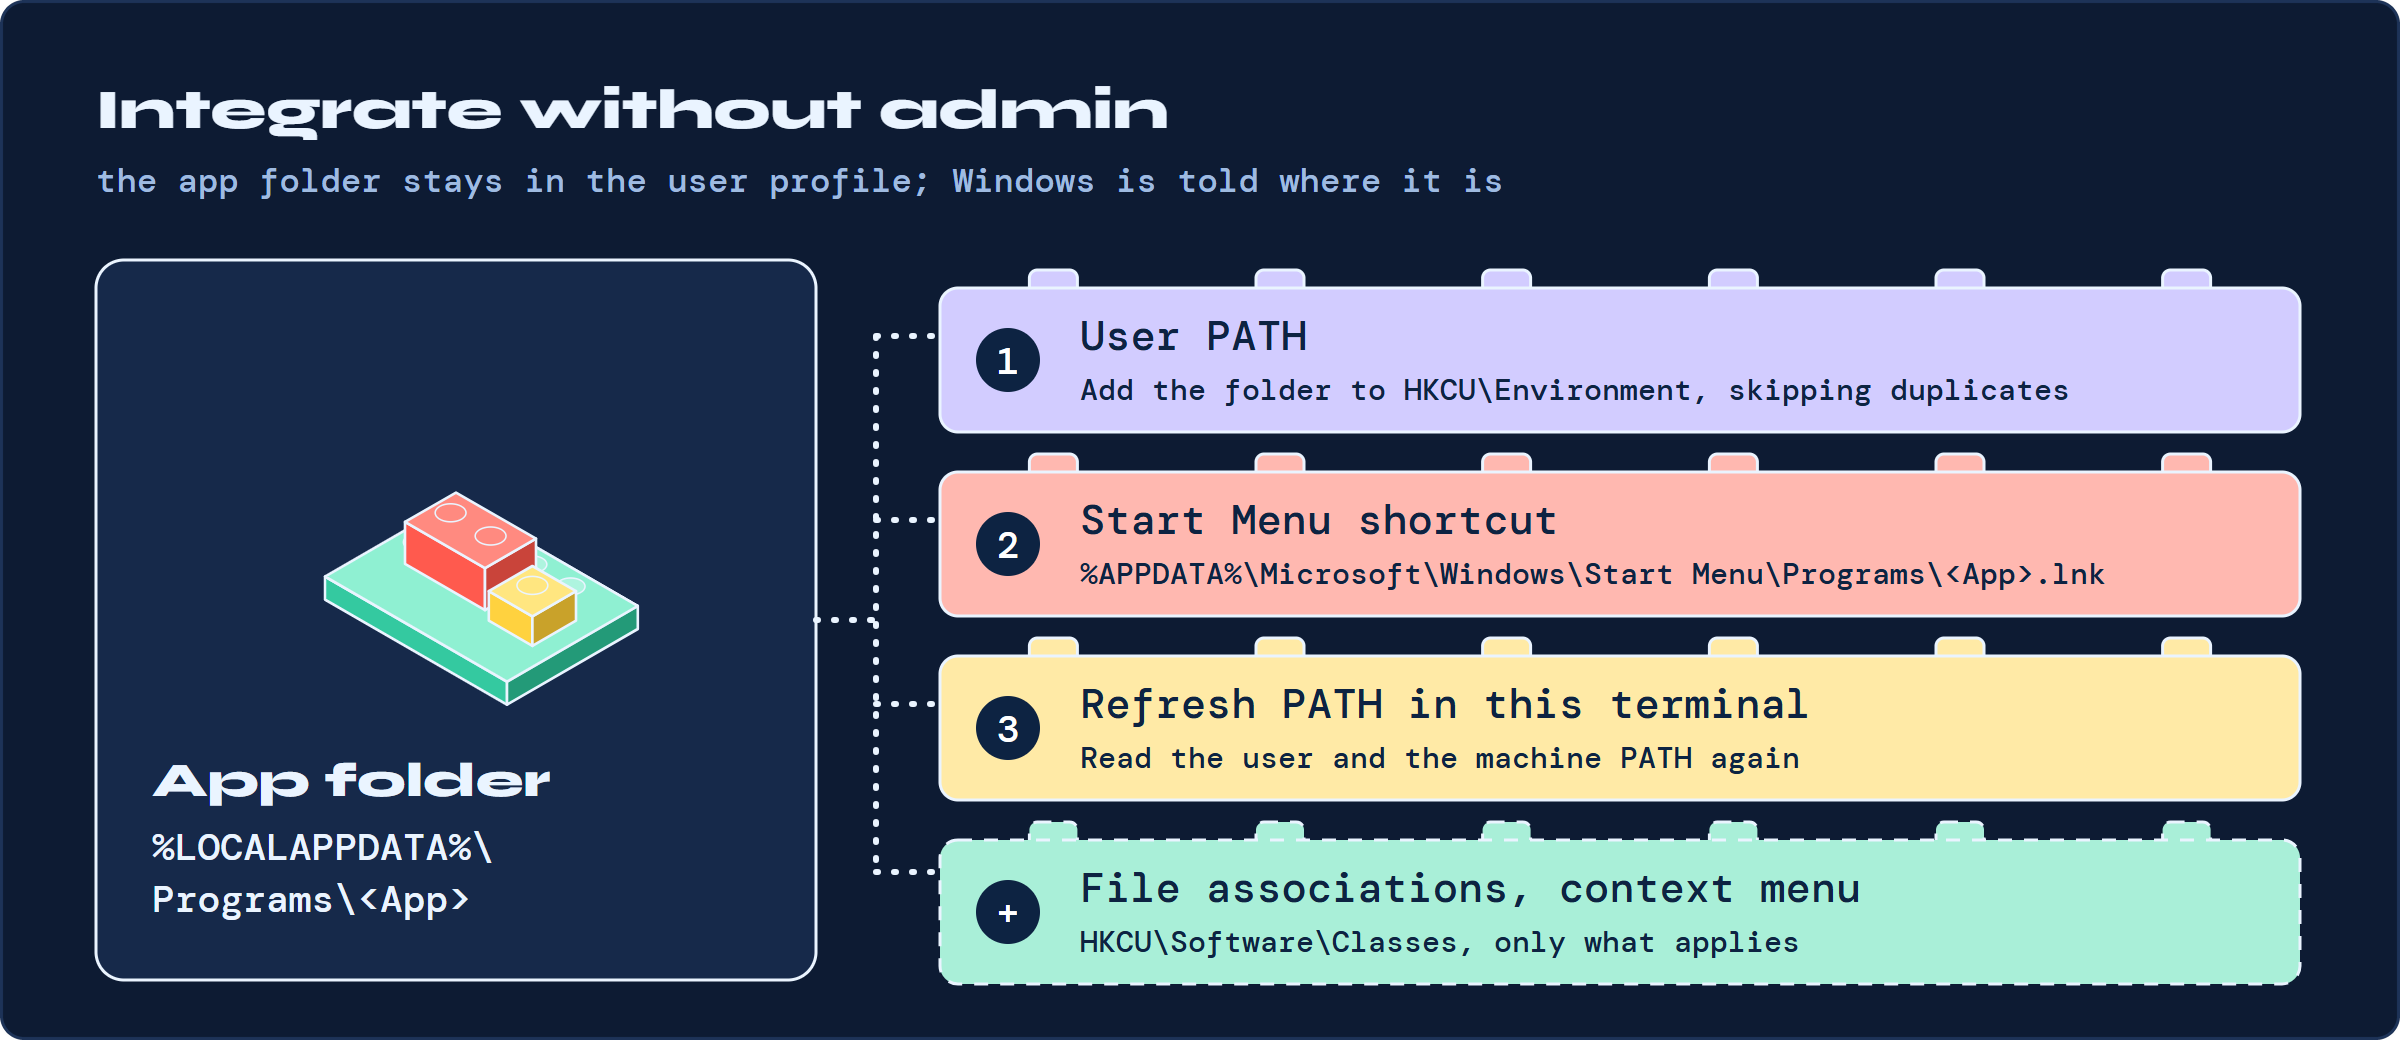 Integrate without admin
the app folder stays in the user profile; Windows is told where it is
App folder
%LOCALAPPDATA%\
Programs\<App>
1
User PATH
Add the folder to HKCU\Environment, skipping duplicates
2
Start Menu shortcut
%APPDATA%\Microsoft\Windows\Start Menu\Programs\<App>.lnk
3
Refresh PATH in this terminal
Read the user and the machine PATH again
+
File associations, context menu
HKCU\Software\Classes, only what applies